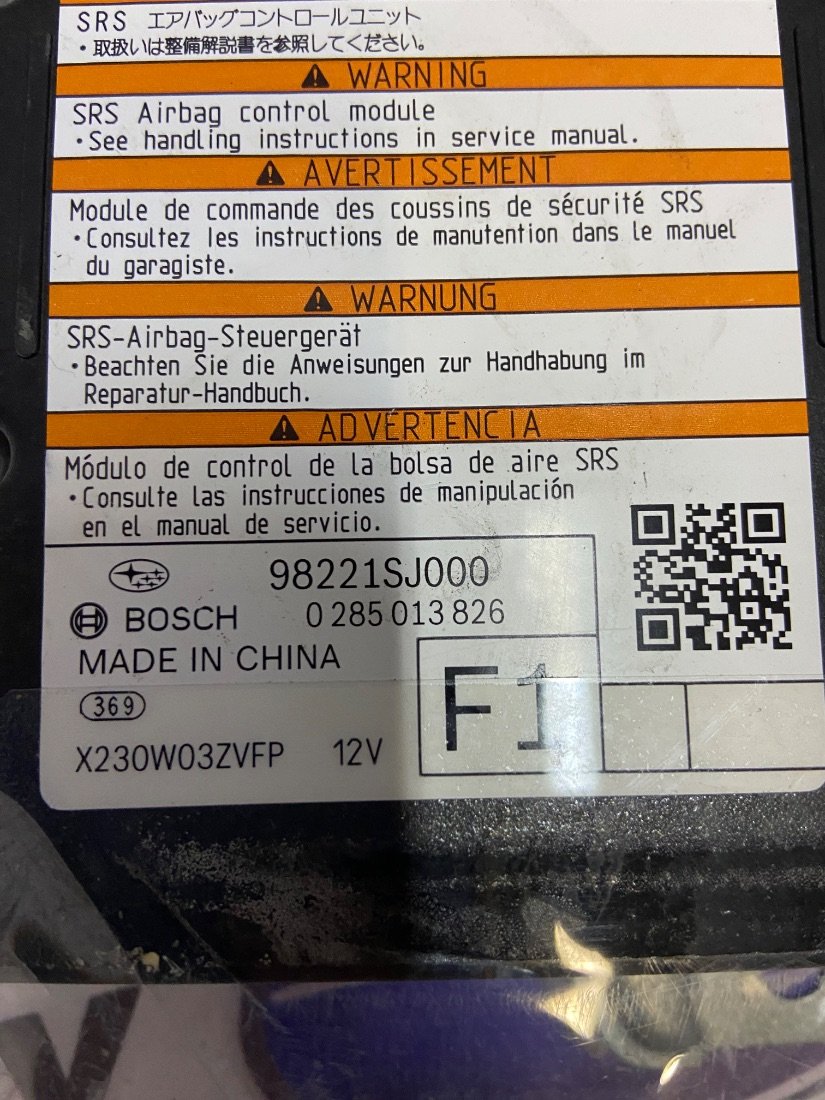 SRS エアバッグコントロールユニット
・取扱いは整備解説書を参照してください。
WARNING
SRS Airbag control module
・See handling instructions in service manual.
AVERTISSEMENT
Module de commande des coussins de sécurité SRS
・Consultez les instructions de manutention dans le manuel
du garagiste.
WARNUNG
SRS-Airbag-Steuergerät
・Beachten Sie die Anweisungen zur Handhabung im
Reparatur-Handbuch.
ADVERTENCIA
Módulo de control de la bolsa de aire SRS
・Consulte las instrucciones de manipulación
en el manual de servicio.
98221SJ000
BOSCH 0 285 013 826
MADE IN CHINA
369
F1
X230W03ZVFP 12V